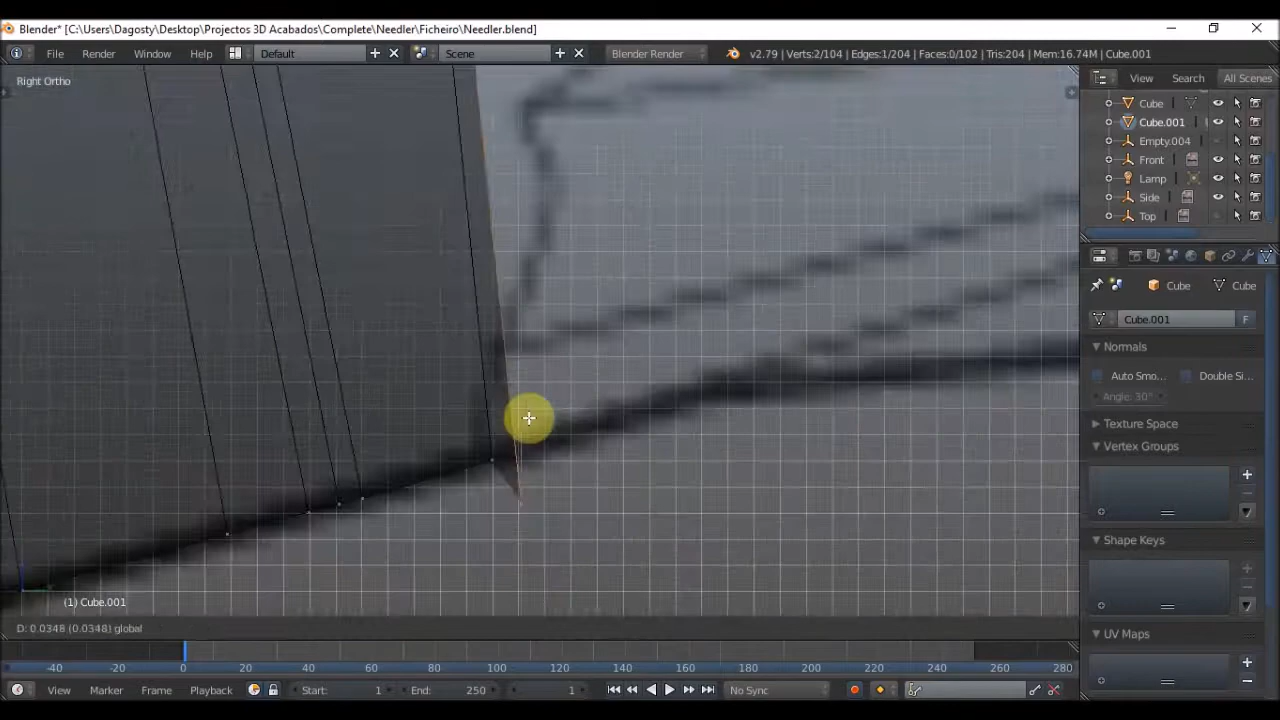 Blender* [C:\Users\Dagosty\Desktop\Projectos 3D Acabados\Complete\Needler\Ficheiro\Needler.blend]
File Render Window Help Default Scene Blender Render v2.79 | Verts:2/104 | Edges:1/204 | Faces:0/102 | Tris:204 | Mem:16.74M | Cube.001
Right Ortho
View Search All Scenes
Cube
Cube.001
Empty.004
Front
Lamp
Side
Top
Cube Cube
Cube.001 F
Normals
Auto Smo... Double Si...
Angle: 30°
Texture Space
Vertex Groups
Shape Keys
UV Maps
(1) Cube.001
D: 0.0348 (0.0348) global
-40 -20 0 20 40 60 80 100 120 140 160 180 200 220 240 260 280
View Marker Frame Playback Start: 1 End: 250 1 No Sync